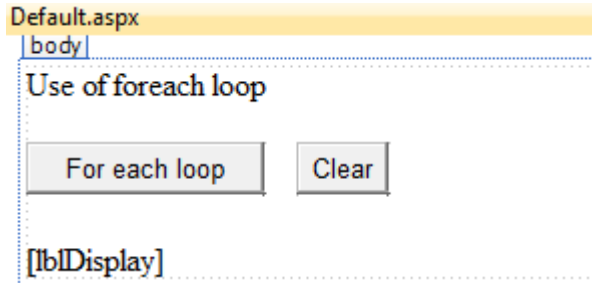 Default.aspx
body
Use of foreach loop
For each loop Clear
[lblDisplay]